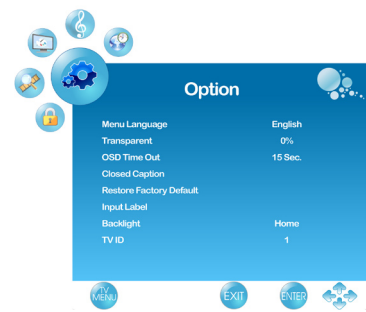 Option
Menu Language English
Transparent 0%
OSD Time Out 15 Sec.
Closed Caption
Restore Factory Default
Input Label
Backlight Home
TV ID 1
TV
MENU
EXIT
ENTER